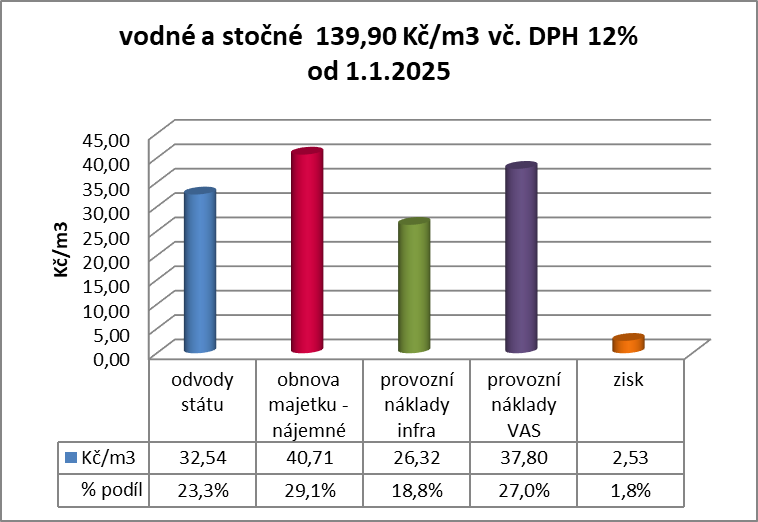 vodné a stočné  139,90 Kč/m3 vč. DPH 12%
od 1.1.2025
Kč/m3
45,00
40,00
35,00
30,00
25,00
20,00
15,00
10,00
5,00
0,00
odvody státu
obnova majetku - nájemné
provozní náklady infra
provozní náklady VAS
zisk
Kč/m3 32,54 40,71 26,32 37,80 2,53
% podíl 23,3% 29,1% 18,8% 27,0% 1,8%